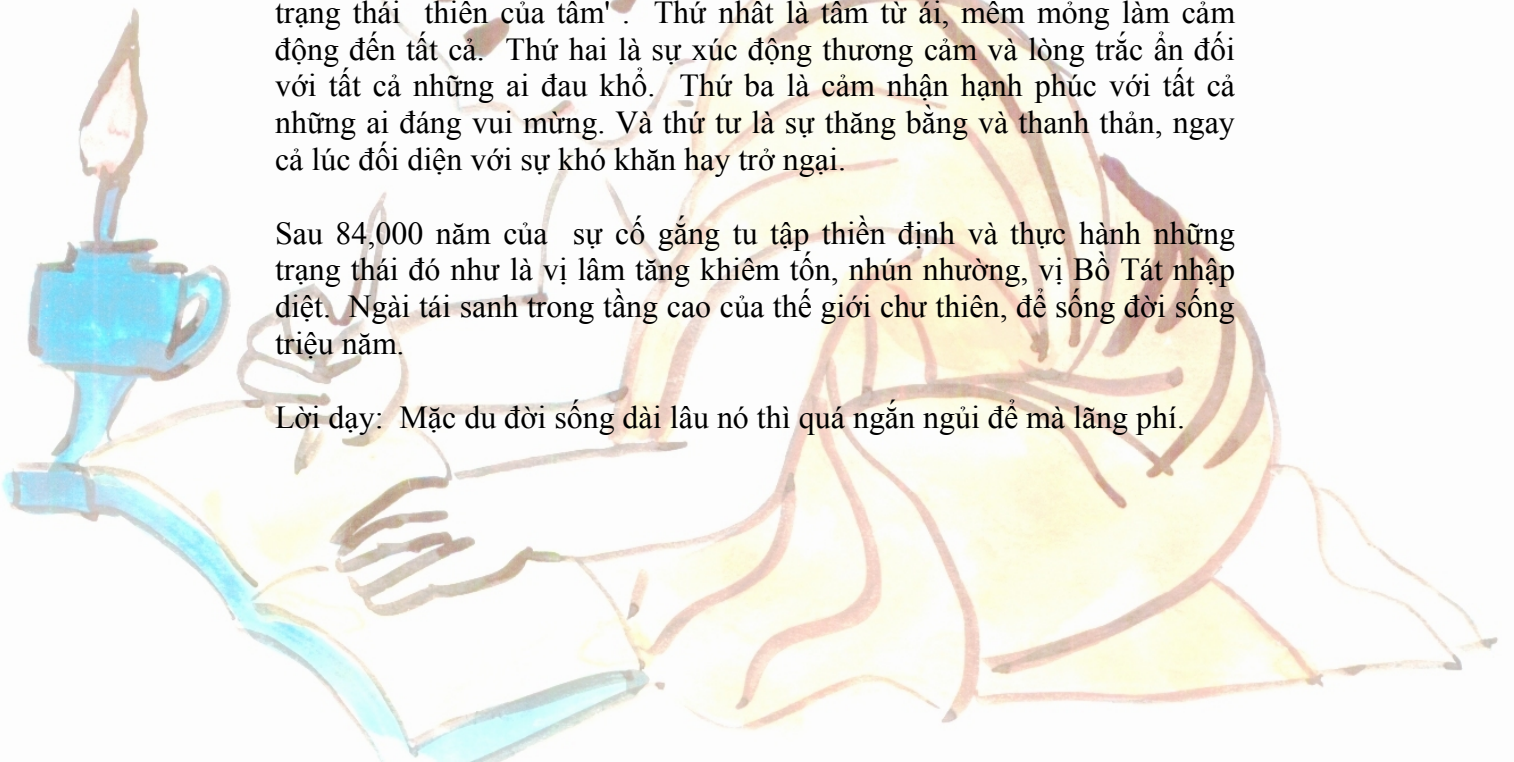 trạng thái thiền của tâm' . Thứ nhất là tâm từ ái, mềm mỏng làm cảm
động đến tất cả. Thứ hai là sự xúc động thương cảm và lòng trắc ẩn đối
với tất cả những ai đau khổ. Thứ ba là cảm nhận hạnh phúc với tất cả
những ai đáng vui mừng. Và thứ tư là sự thăng bằng và thanh thản, ngay
cả lúc đối diện với sự khó khăn hay trở ngại.
Sau 84,000 năm của sự cố gắng tu tập thiền định và thực hành những
trạng thái đó như là vị lâm tăng khiêm tốn, nhún nhường, vị Bồ Tát nhập
diệt. Ngài tái sanh trong tầng cao của thế giới chư thiên, để sống đời sống
triệu năm.
Lời dạy: Mặc du đời sống dài lâu nó thì quá ngắn ngủi để mà lãng phí.